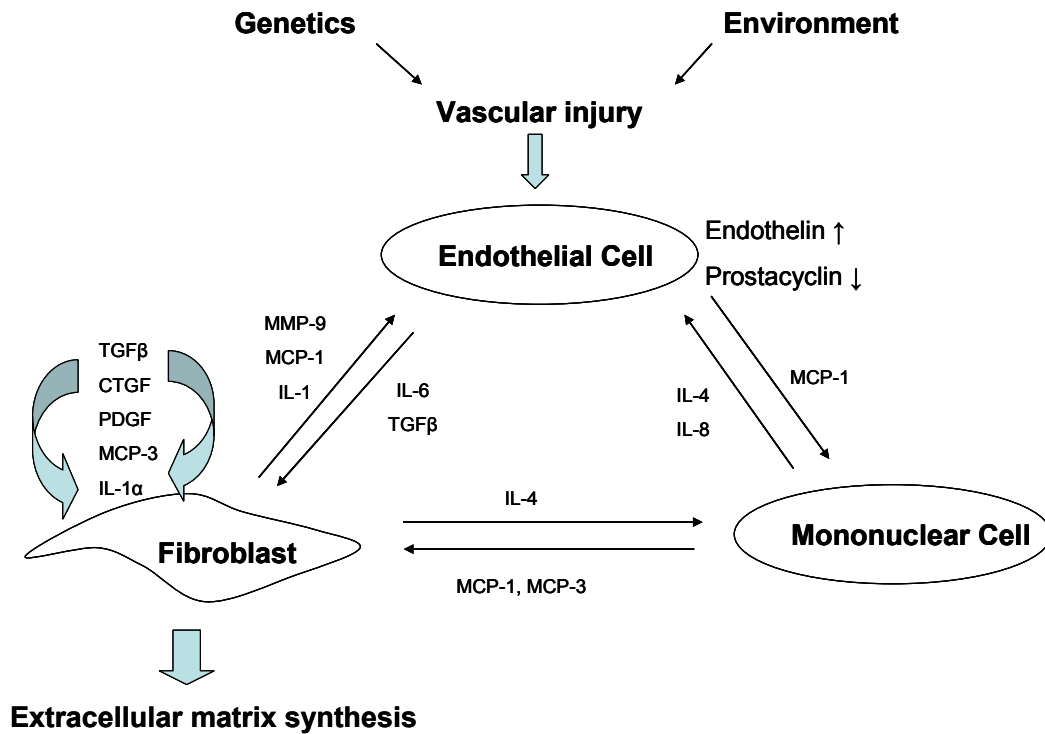 Genetics
Environment
Vascular injury
Endothelial Cell
Endothelin ↑
Prostacyclin ↓
MMP-9
MCP-1
IL-1
IL-6
TGFβ
IL-4
IL-8
MCP-1
TGFβ
CTGF
PDGF
MCP-3
IL-1α
IL-4
MCP-1, MCP-3
Fibroblast
Mononuclear Cell
Extracellular matrix synthesis